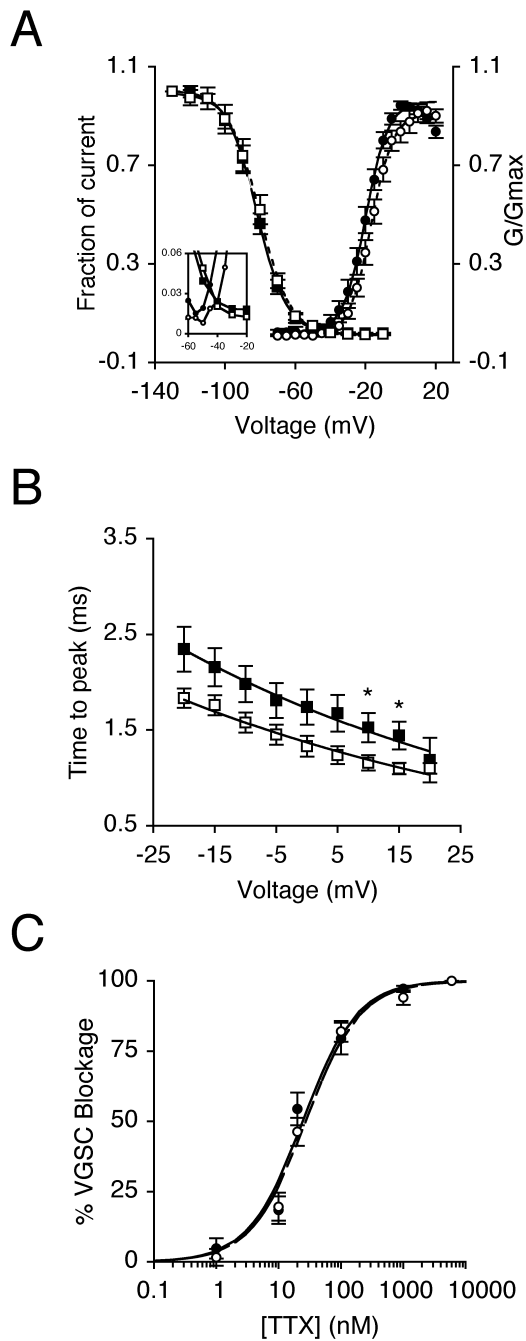 A
1.1
0.7
0.3
-0.1
Fraction of current
1.1
0.7
0.3
-0.1
G/Gmax
0.06
0.03
0
-60 -40 -20
-140 -100 -60 -20 20
Voltage (mV)
B
3.5
2.5
1.5
0.5
Time to peak (ms)
* *
-25 -15 -5 5 15 25
Voltage (mV)
C
100
75
50
25
0
% VGSC Blockage
0.1 1 10 100 1000 10000
[TTX] (nM)